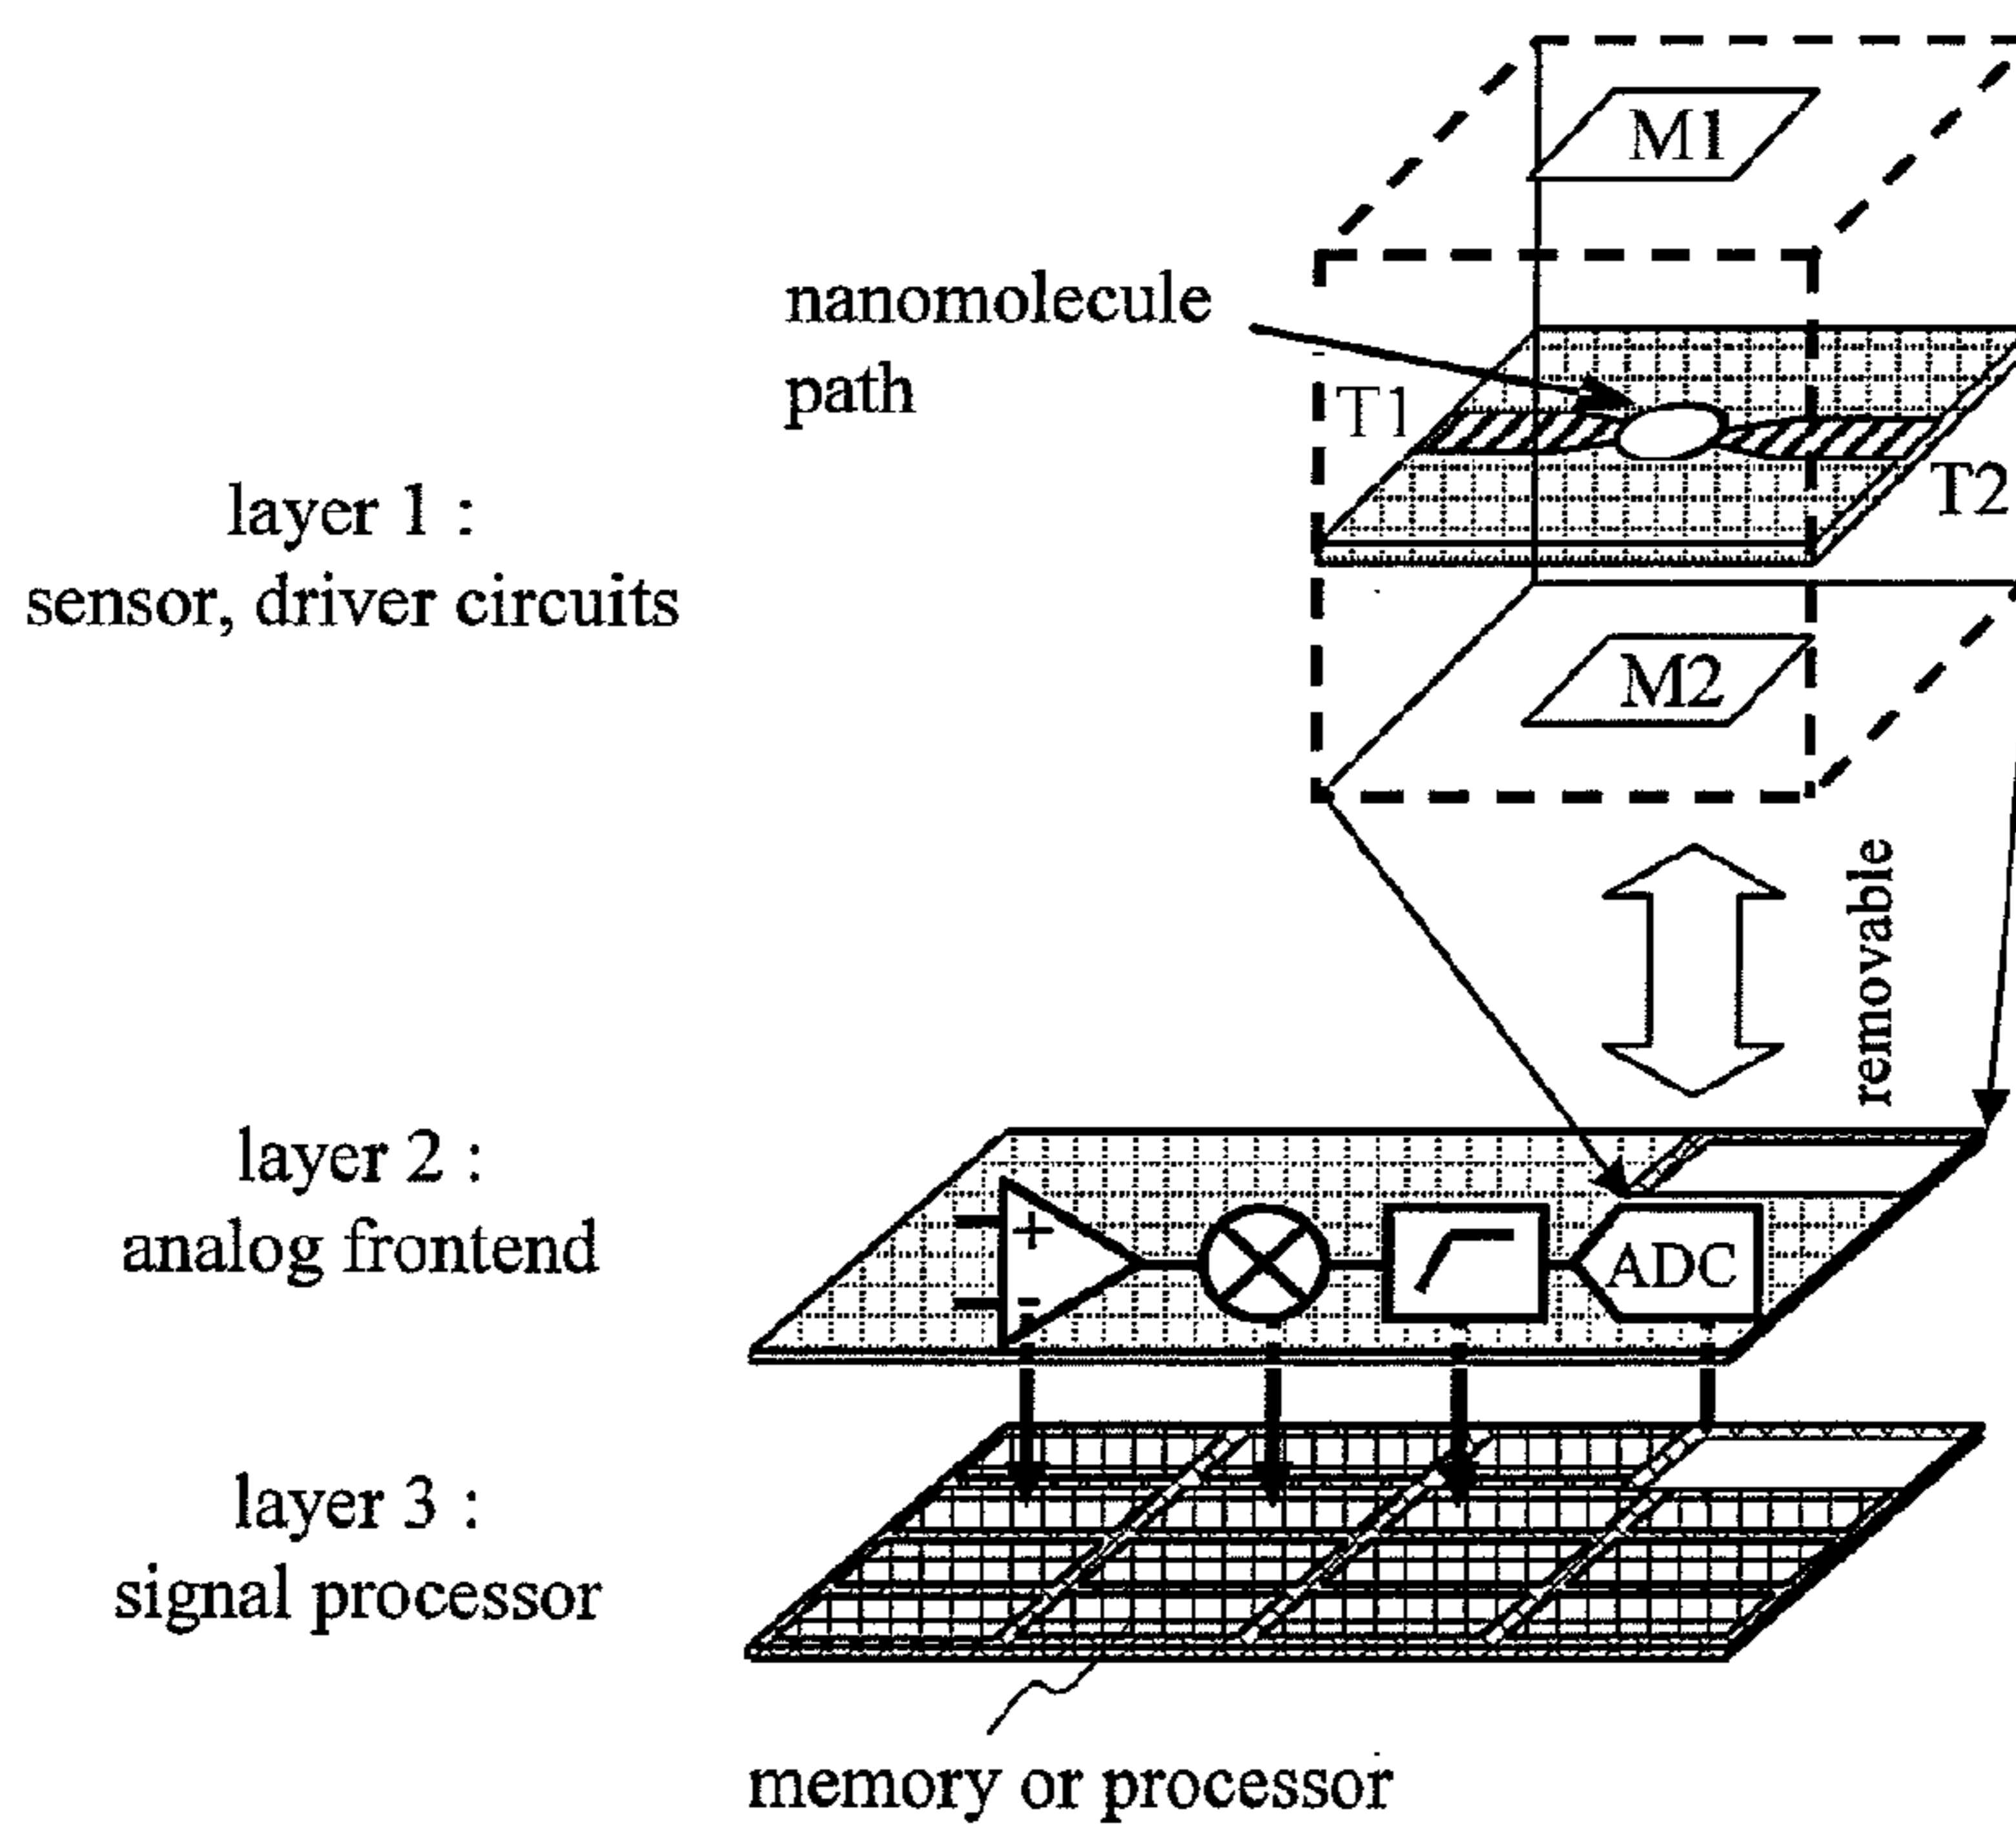 M1
nanomolecule
path
T1
T2
layer 1 :
sensor, driver circuits
M2
removable
layer 2 :
analog frontend
+
-
ADC
layer 3 :
signal processor
memory or processor